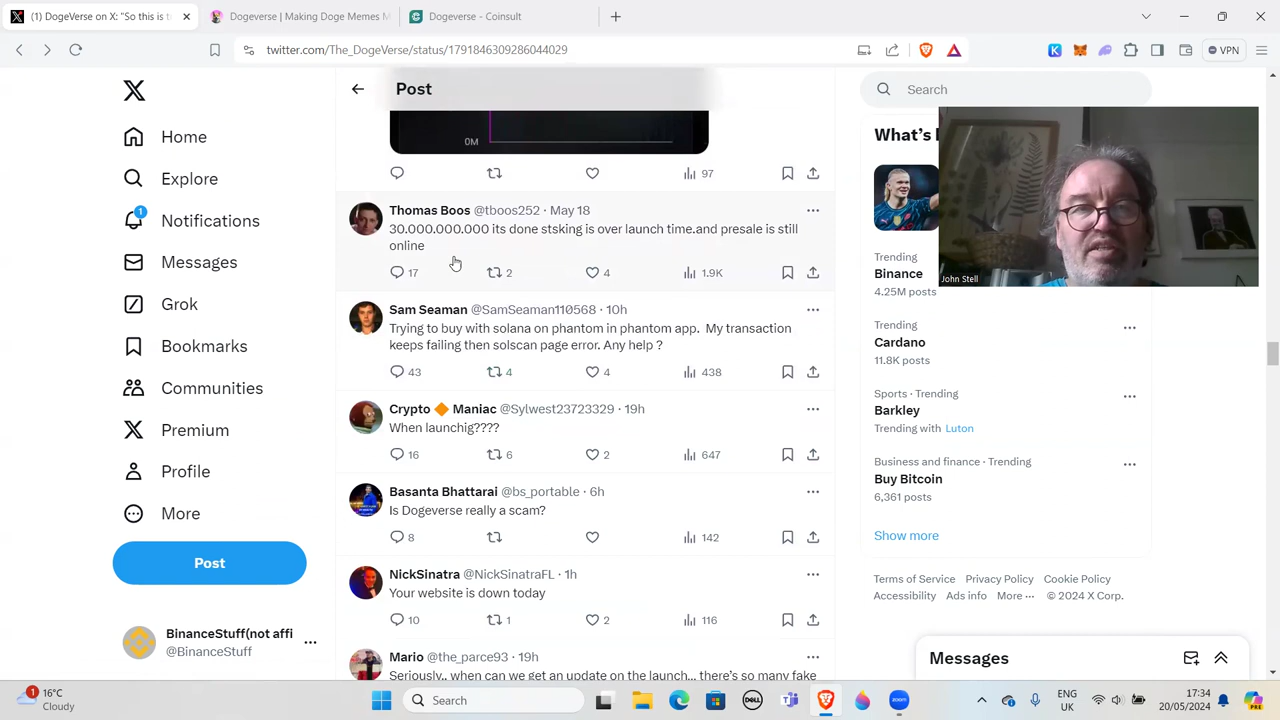 (1) DogeVerse on X: "So this is t
Dogeverse | Making Doge Memes M
Dogeverse - Coinsult
twitter.com/The_DogeVerse/status/1791846309286044029
VPN
Home
Explore
1
Notifications
Messages
Grok
Bookmarks
Communities
Premium
Profile
More
Post
BinanceStuff(not affi
@BinanceStuff
Post
0M
97
Thomas Boos @tboos252 · May 18
30.000.000.000 its done stsking is over launch time.and presale is still
online
17 2 4 1.9K
Sam Seaman @SamSeaman110568 · 10h
Trying to buy with solana on phantom in phantom app. My transaction
keeps failing then solscan page error. Any help ?
43 4 4 438
Crypto 🔶 Maniac @Sylwest23723329 · 19h
When launchig????
16 6 2 647
Basanta Bhattarai @bs_portable · 6h
Is Dogeverse really a scam?
8 142
NickSinatra @NickSinatraFL · 1h
Your website is down today
10 1 2 116
Mario @the_parce93 · 19h
Seriously.. when can we get an update on the launch... there's so many fake
Search
What's
John Stell
Trending
Binance
4.25M posts
Trending
Cardano
11.8K posts
Sports · Trending
Barkley
Trending with Luton
Business and finance · Trending
Buy Bitcoin
6,361 posts
Show more
Terms of Service Privacy Policy Cookie Policy
Accessibility Ads info More ··· © 2024 X Corp.
Messages
1
16°C
Cloudy
Search
DELL
ENG
UK
17:34
20/05/2024
PRE